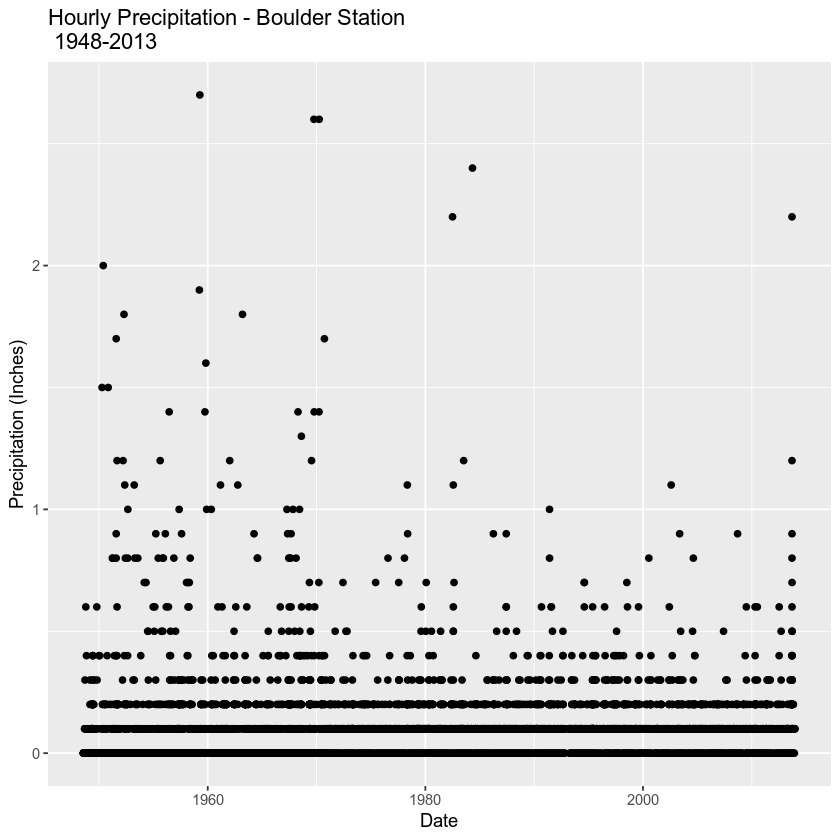 Hourly Precipitation - Boulder Station
1948-2013
Precipitation (Inches)
2
1
0
1960 1980 2000
Date